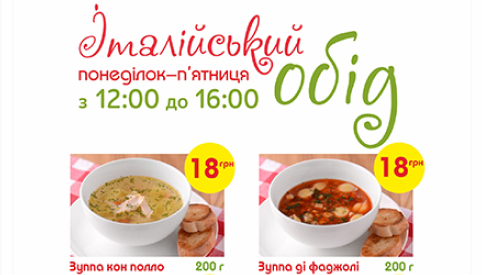 Італійський
понеділок–п'ятниця
з 12:00 до 16:00
обід
18 грн
18 грн
Зуппа кон полло 200 г
Зуппа ді фаджолі 200 г